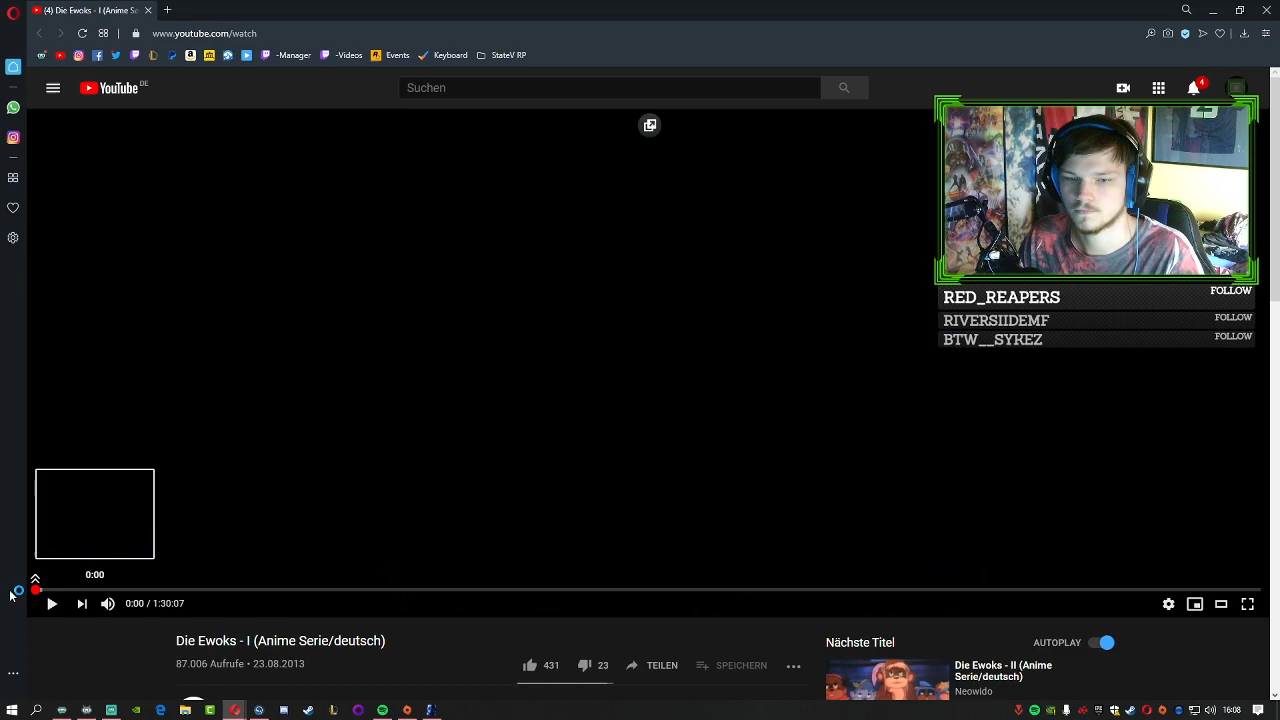 (4) Die Ewoks - I (Anime Se
www.youtube.com/watch
-Manager
-Videos
Events
Keyboard
StateV RP
YouTube DE
Suchen
4
RED_REAPERS FOLLOW
RIVERSIIDEMF FOLLOW
BTW__SYKEZ FOLLOW
0:00
0:00 / 1:30:07
Die Ewoks - I (Anime Serie/deutsch)
87.006 Aufrufe • 23.08.2013
431
23
TEILEN
SPEICHERN
Nächste Titel
AUTOPLAY
Die Ewoks - II (Anime
Serie/deutsch)
Neowido
16:08